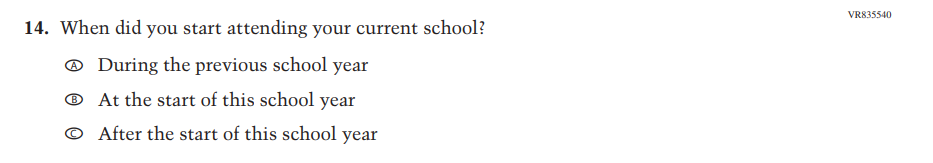 VR835540
14. When did you start attending your current school?
Ⓐ During the previous school year
Ⓑ At the start of this school year
Ⓒ After the start of this school year